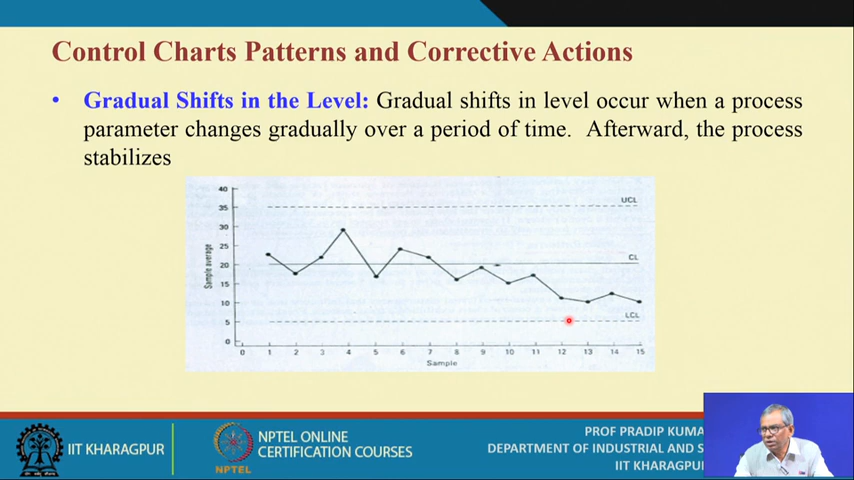 Control Charts Patterns and Corrective Actions
• Gradual Shifts in the Level: Gradual shifts in level occur when a process
parameter changes gradually over a period of time. Afterward, the process
stabilizes
40
35
30
25
20
15
10
5
0
Sample average
UCL
CL
LCL
0 1 2 3 4 5 6 7 8 9 10 11 12 13 14 15
Sample
IIT KHARAGPUR
NPTEL
NPTEL ONLINE
CERTIFICATION COURSES
PROF PRADIP KUMA
DEPARTMENT OF INDUSTRIAL AND S
IIT KHARAGPUR